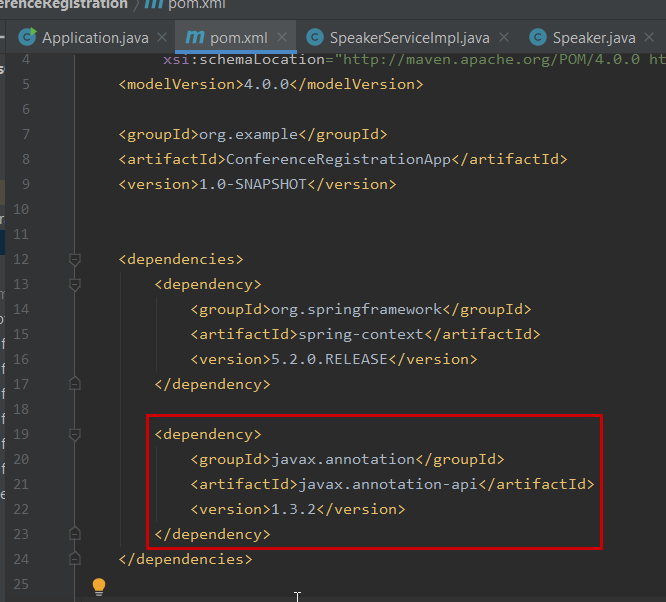 erenceRegistration pom.xml
Application.java pom.xml SpeakerServiceImpl.java Speaker.java
4 xsi:schemaLocation="http://maven.apache.org/POM/4.0.0 ht
5 <modelVersion>4.0.0</modelVersion>
6
7 <groupId>org.example</groupId>
8 <artifactId>ConferenceRegistrationApp</artifactId>
9 <version>1.0-SNAPSHOT</version>
10
11
12 <dependencies>
13 <dependency>
14 <groupId>org.springframework</groupId>
15 <artifactId>spring-context</artifactId>
16 <version>5.2.0.RELEASE</version>
17 </dependency>
18
19 <dependency>
20 <groupId>javax.annotation</groupId>
21 <artifactId>javax.annotation-api</artifactId>
22 <version>1.3.2</version>
23 </dependency>
24 </dependencies>
25